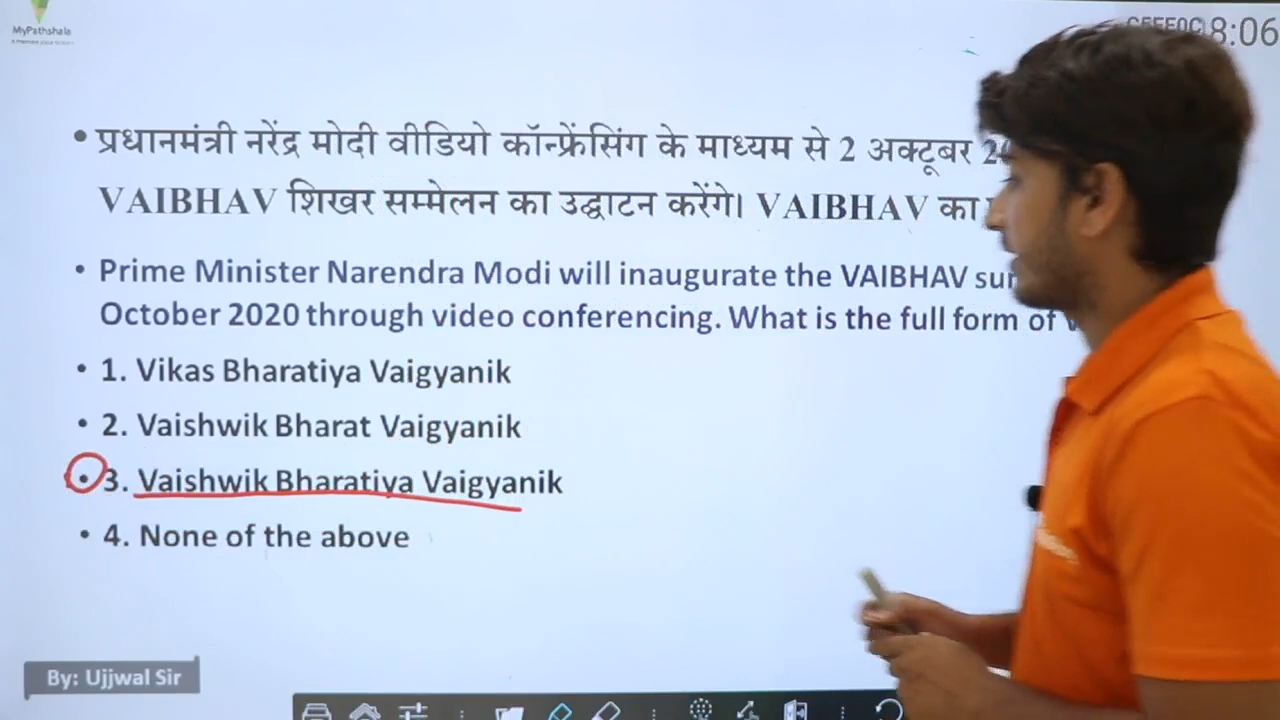 MyPathshala
8:06
• प्रधानमंत्री नरेंद्र मोदी वीडियो कॉन्फ्रेंसिंग के माध्यम से 2 अक्टूबर
VAIBHAV शिखर सम्मेलन का उद्घाटन करेंगे। VAIBHAV का
• Prime Minister Narendra Modi will inaugurate the VAIBHAV
October 2020 through video conferencing. What is the full form of
• 1. Vikas Bharatiya Vaigyanik
• 2. Vaishwik Bharat Vaigyanik
• 3. Vaishwik Bharatiya Vaigyanik
• 4. None of the above
By: Ujjwal Sir